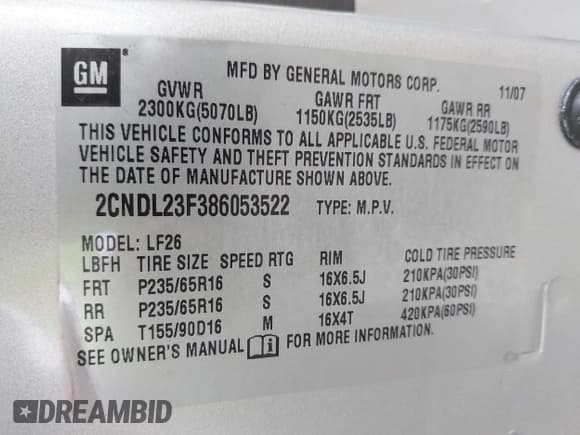 GM
MFD BY GENERAL MOTORS CORP. 11/07
GVWR GAWR FRT GAWR RR
2300KG(5070LB) 1150KG(2535LB) 1175KG(2590LB)
THIS VEHICLE CONFORMS TO ALL APPLICABLE U.S. FEDERAL MOTOR
VEHICLE SAFETY AND THEFT PREVENTION STANDARDS IN EFFECT ON
THE DATE OF MANUFACTURE SHOWN ABOVE.
2CNDL23F386053522 TYPE: M.P.V.
MODEL: LF26
LBFH TIRE SIZE SPEED RTG RIM COLD TIRE PRESSURE
FRT P235/65R16 S 16X6.5J 210KPA(30PSI)
RR P235/65R16 S 16X6.5J 210KPA(30PSI)
SPA T155/90D16 M 16X4T 420KPA(60PSI)
SEE OWNER'S MANUAL FOR MORE INFORMATION.
DREAMBID